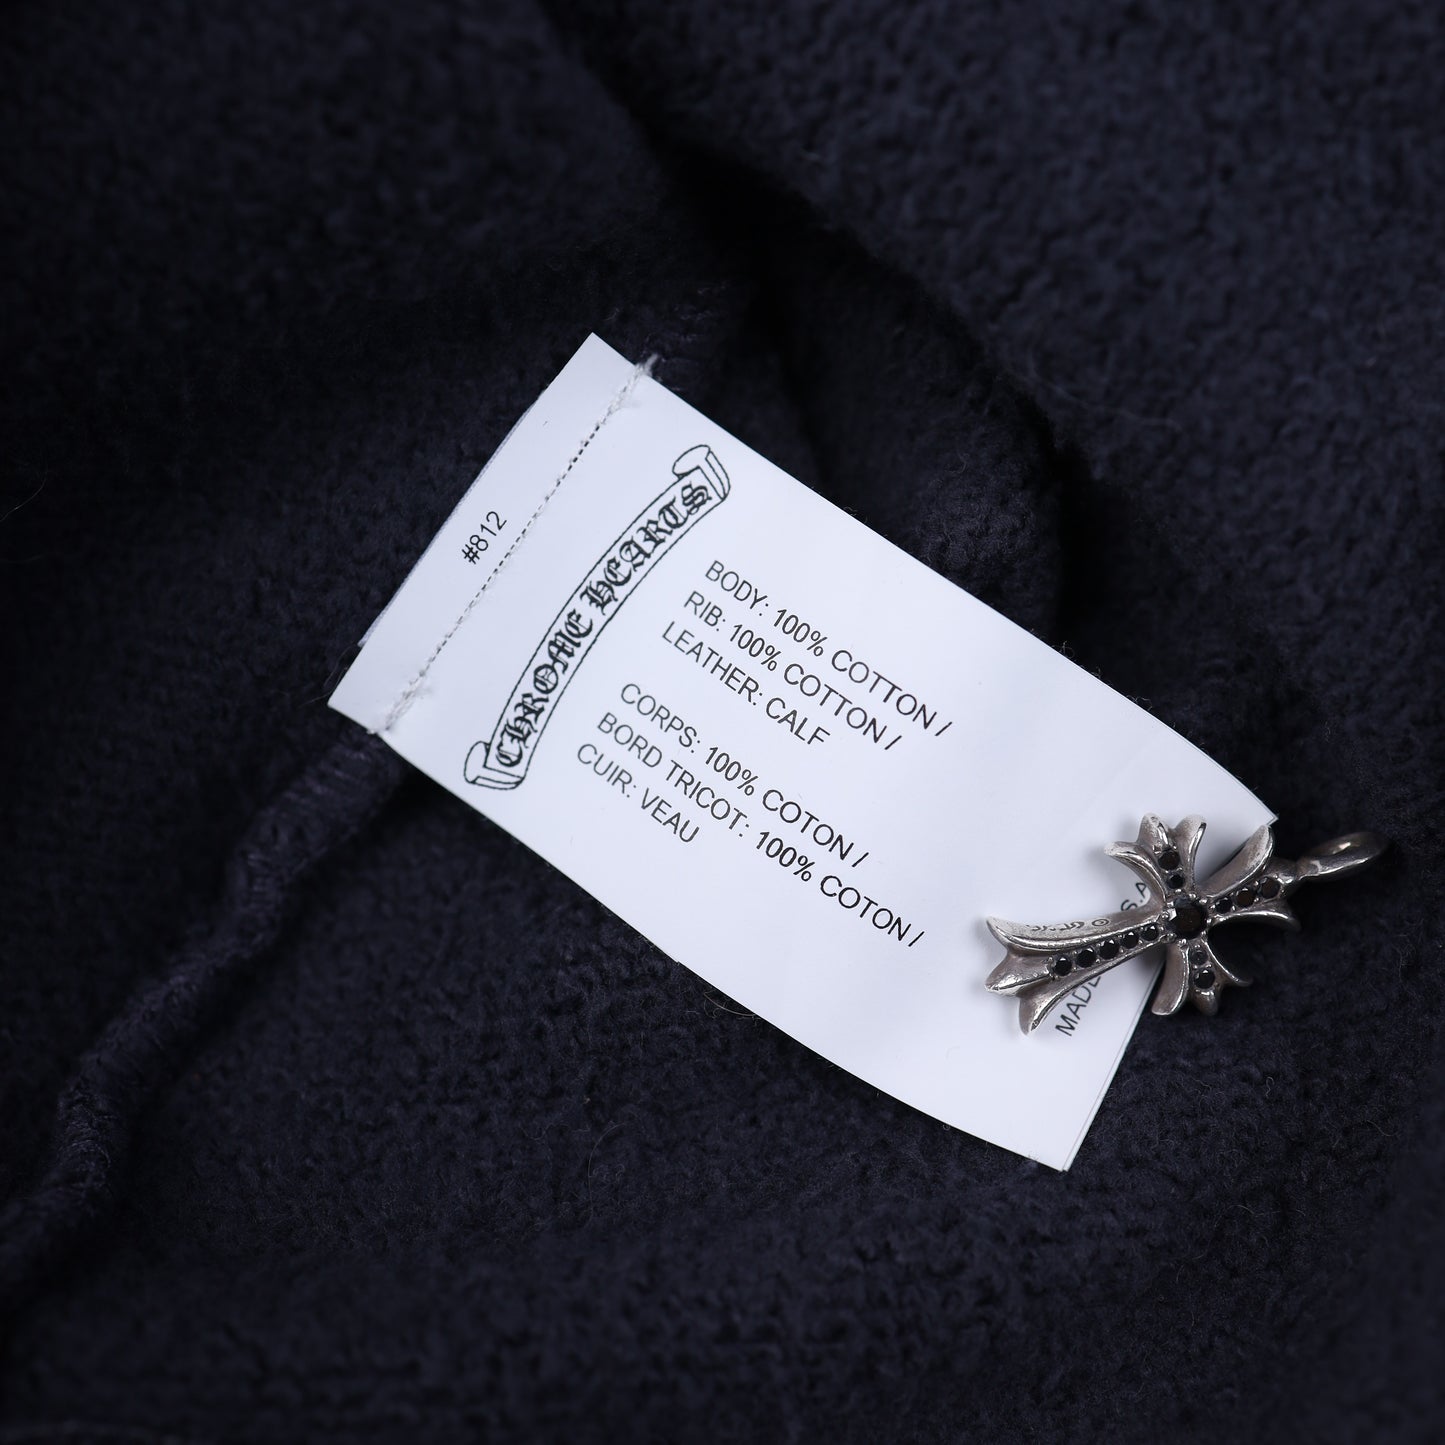 #812
CHROME HEARTS
BODY: 100% COTTON /
RIB: 100% COTTON /
LEATHER: CALF
CORPS: 100% COTON /
BORD TRICOT: 100% COTON /
CUIR: VEAU
MADE